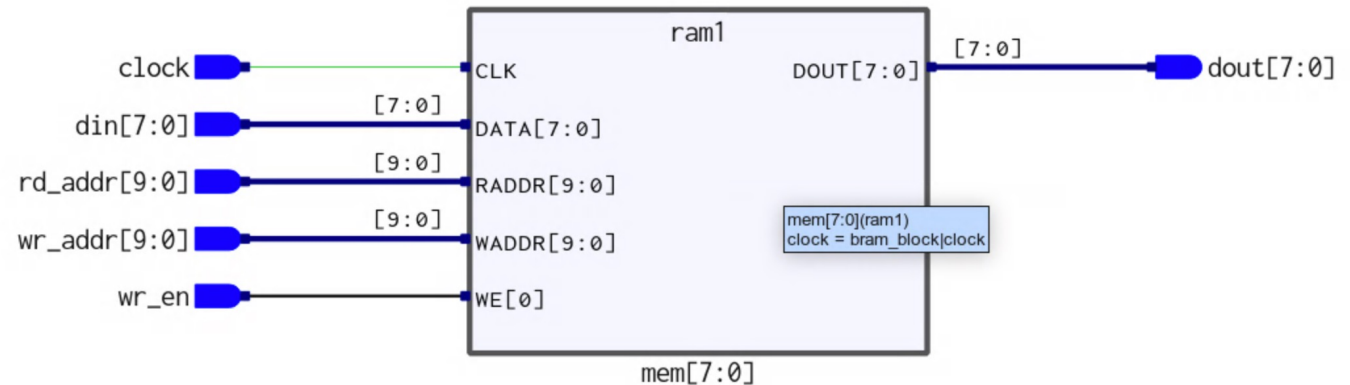 ram1
clock
CLK
DOUT[7:0]
[7:0]
dout[7:0]
din[7:0]
[7:0]
DATA[7:0]
rd_addr[9:0]
[9:0]
RADDR[9:0]
wr_addr[9:0]
[9:0]
WADDR[9:0]
mem[7:0](ram1)
clock = bram_block|clock
wr_en
WE[0]
mem[7:0]